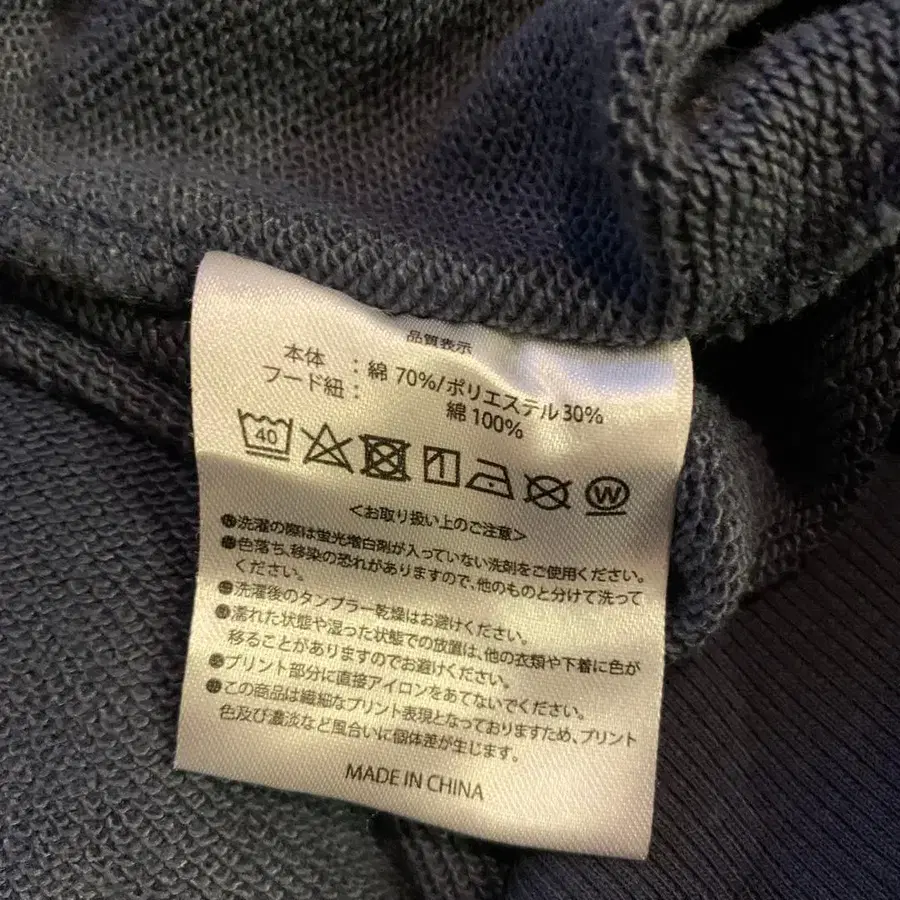 品質表示
本体 : 綿 70%/ポリエステル 30%
フード紐 : 綿 100%
40
W
<お取り扱い上のご注意>
●洗濯の際は蛍光増白剤が入っていない洗剤をご使用ください。
●色落ち、移染の恐れがありますので、他のものと分けて洗って
ください。
●洗濯後のタンブラー乾燥はお避けください。
●濡れた状態や湿った状態での放置は、他の衣類や下着に色が
移ることがありますのでお避けください。
●プリント部分に直接アイロンをあてないでください。
●この商品は繊細なプリント表現となっておりますため、プリント
色及び濃淡など風合いに個体差が生じます。
MADE IN CHINA